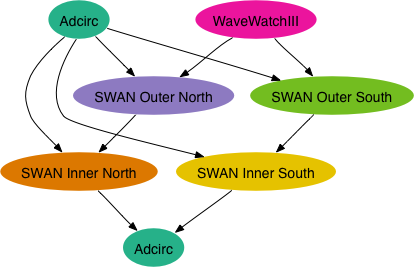 Adcirc
WaveWatchIII
SWAN Outer North
SWAN Outer South
SWAN Inner North
SWAN Inner South
Adcirc